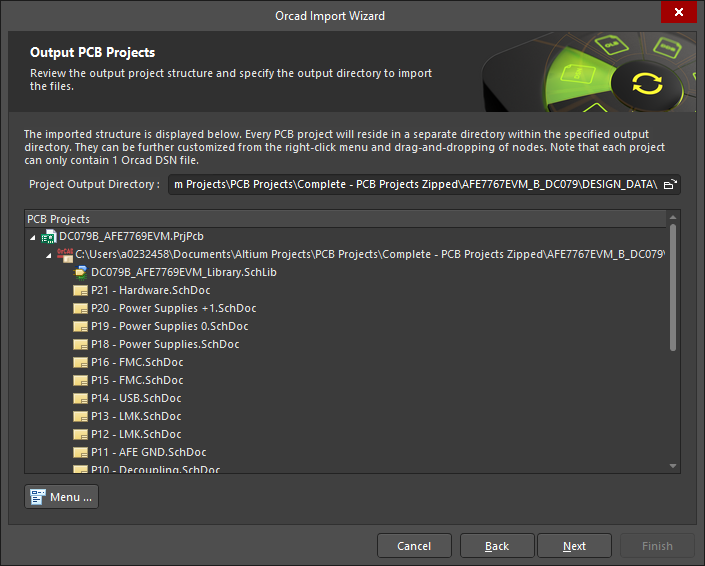 Orcad Import Wizard
Output PCB Projects
Review the output project structure and specify the output directory to import
the files.
The imported structure is displayed below. Every PCB project will reside in a separate directory within the specified output
directory. They can be further customized from the right-click menu and drag-and-dropping of nodes. Note that each project
can only contain 1 Orcad DSN file.
Project Output Directory : m Projects\PCB Projects\Complete - PCB Projects Zipped\AFE7767EVM_B_DC079\DESIGN_DATA\
PCB Projects
DC079B_AFE7769EVM.PrjPcb
C:\Users\a0232458\Documents\Altium Projects\PCB Projects\Complete - PCB Projects Zipped\AFE7767EVM_B_DC079\
DC079B_AFE7769EVM_Library.SchLib
P21 - Hardware.SchDoc
P20 - Power Supplies +1.SchDoc
P19 - Power Supplies 0.SchDoc
P18 - Power Supplies.SchDoc
P16 - FMC.SchDoc
P15 - FMC.SchDoc
P14 - USB.SchDoc
P13 - LMK.SchDoc
P12 - LMK.SchDoc
P11 - AFE GND.SchDoc
P10 - Decoupling.SchDoc
Menu ...
Cancel Back Next Finish